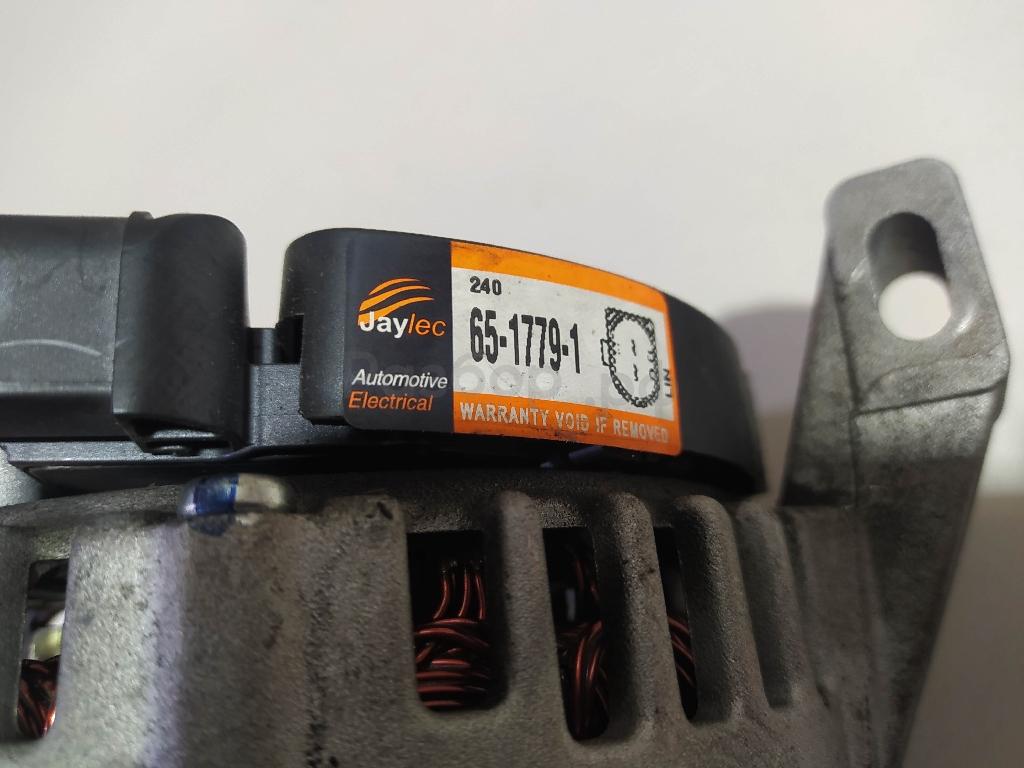 Jaylec
Automotive
Electrical
240
65-1779-1
LIN
WARRANTY VOID IF REMOVED